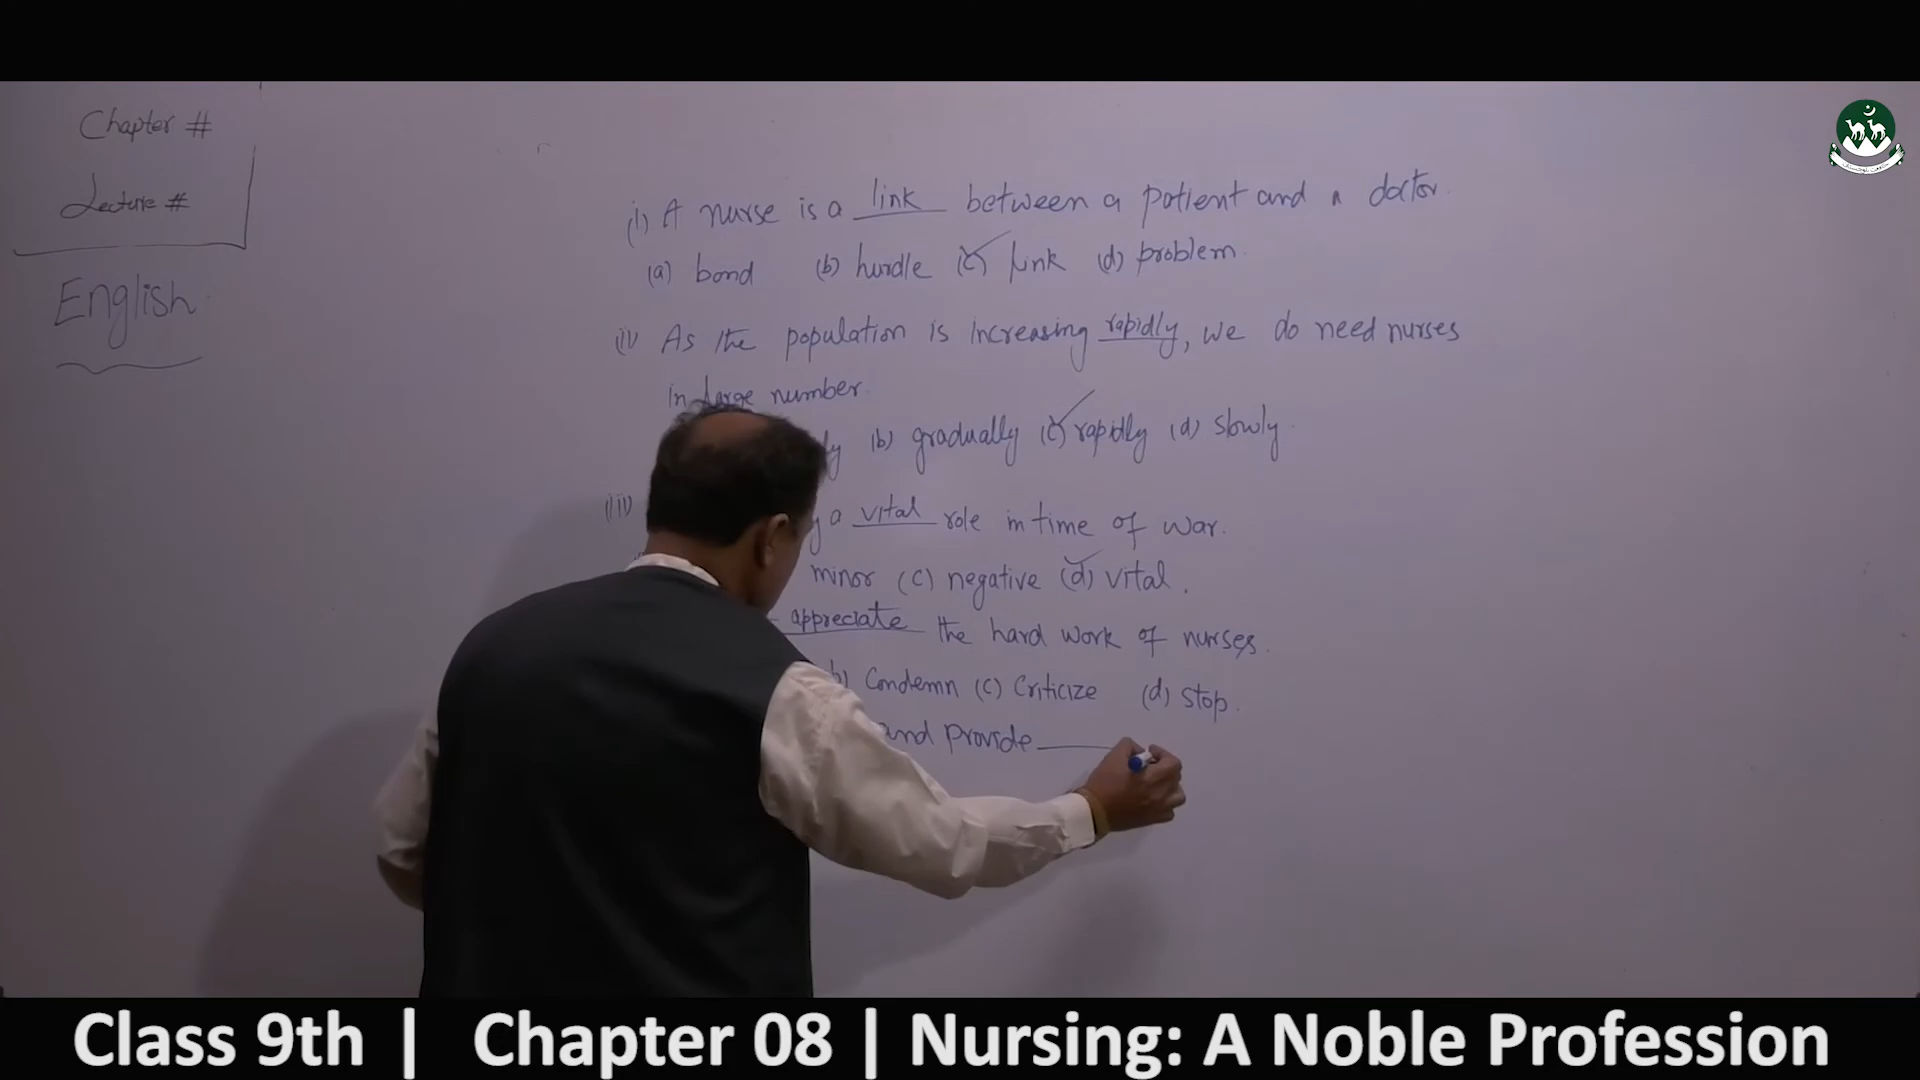 Chapter #
Lecture #
English
(i) A nurse is a link between a patient and a doctor.
(a) bond (b) hurdle (c) link (d) problem.
(ii) As the population is increasing rapidly, we do need nurses
in large number.
(b) gradually (c) rapidly (d) slowly.
(iii) a vital role in time of war.
minor (c) negative (d) vital.
appreciate the hard work of nurses.
b) Condemn (c) Criticize (d) stop.
and provide
Class 9th | Chapter 08 | Nursing: A Noble Profession